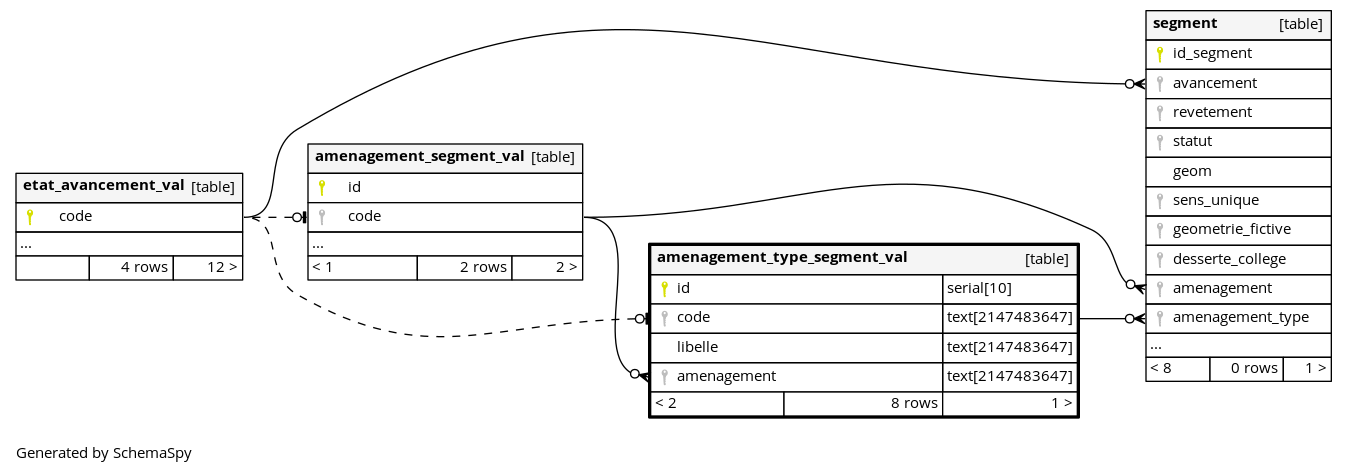 segment [table]
id_segment
avancement
revetement
statut
geom
sens_unique
geometrie_fictive
desserte_college
amenagement
amenagement_type
...
< 8 0 rows 1 >
amenagement_segment_val [table]
id
code
...
< 1 2 rows 2 >
etat_avancement_val [table]
code
...
4 rows 12 >
amenagement_type_segment_val [table]
id serial[10]
code text[2147483647]
libelle text[2147483647]
amenagement text[2147483647]
< 2 8 rows 1 >
Generated by SchemaSpy